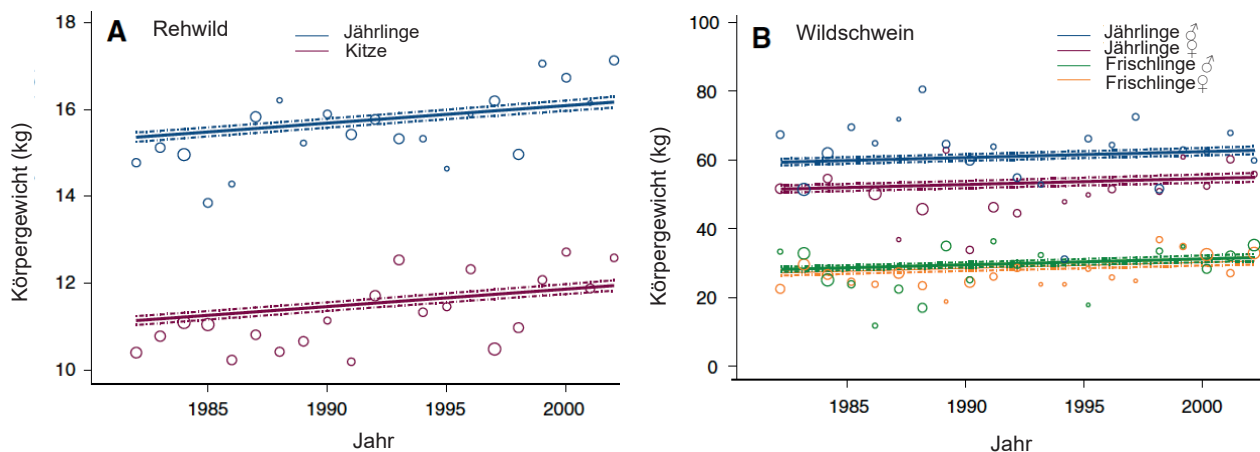 A Rehwild
Jährlinge
Kitze
Körpergewicht (kg)
18
16
14
12
10
1985 1990 1995 2000
Jahr
B Wildschwein
Jährlinge ♂
Jährlinge ♀
Frischlinge ♂
Frischlinge ♀
Körpergewicht (kg)
100
80
60
40
20
0
1985 1990 1995 2000
Jahr